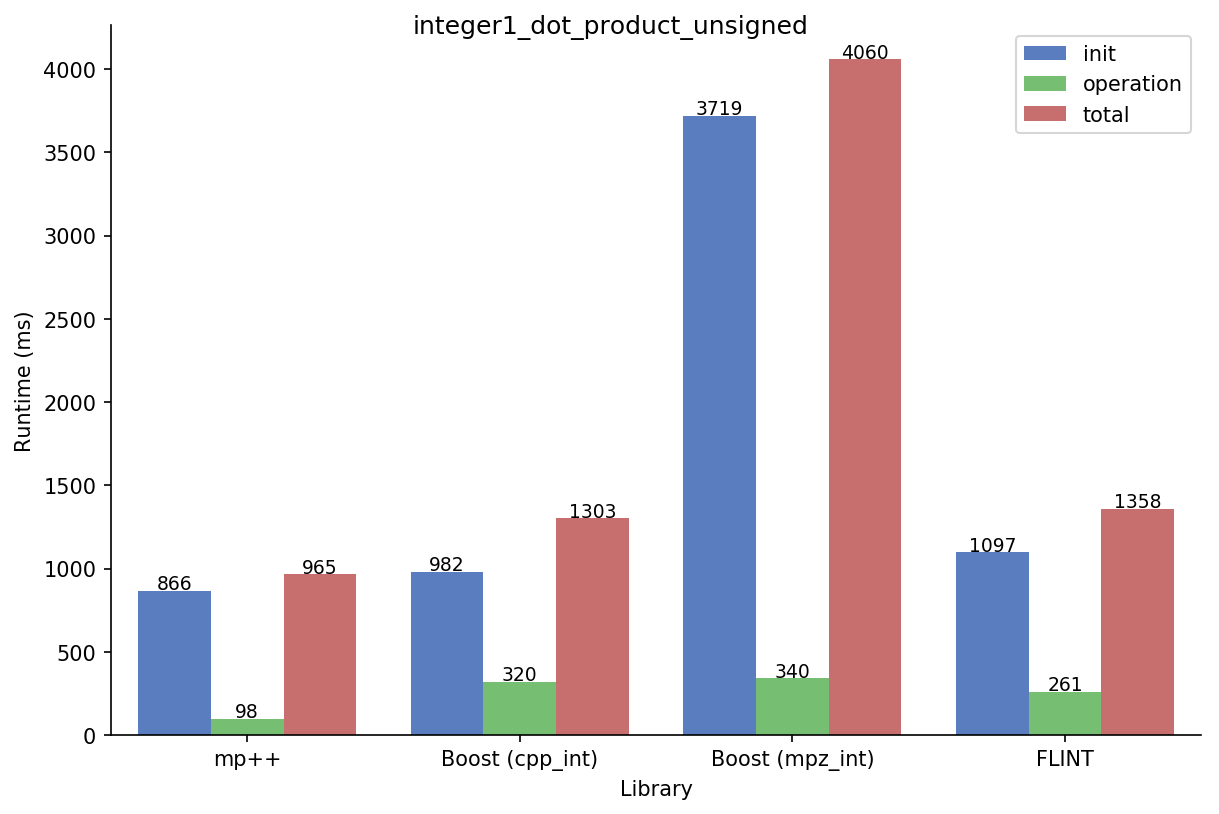 integer1_dot_product_unsigned
init
operation
total
4000
3500
3000
2500
2000
1500
1000
500
0
Runtime (ms)
866
98
965
982
320
1303
3719
340
4060
1097
261
1358
mp++
Boost (cpp_int)
Boost (mpz_int)
FLINT
Library